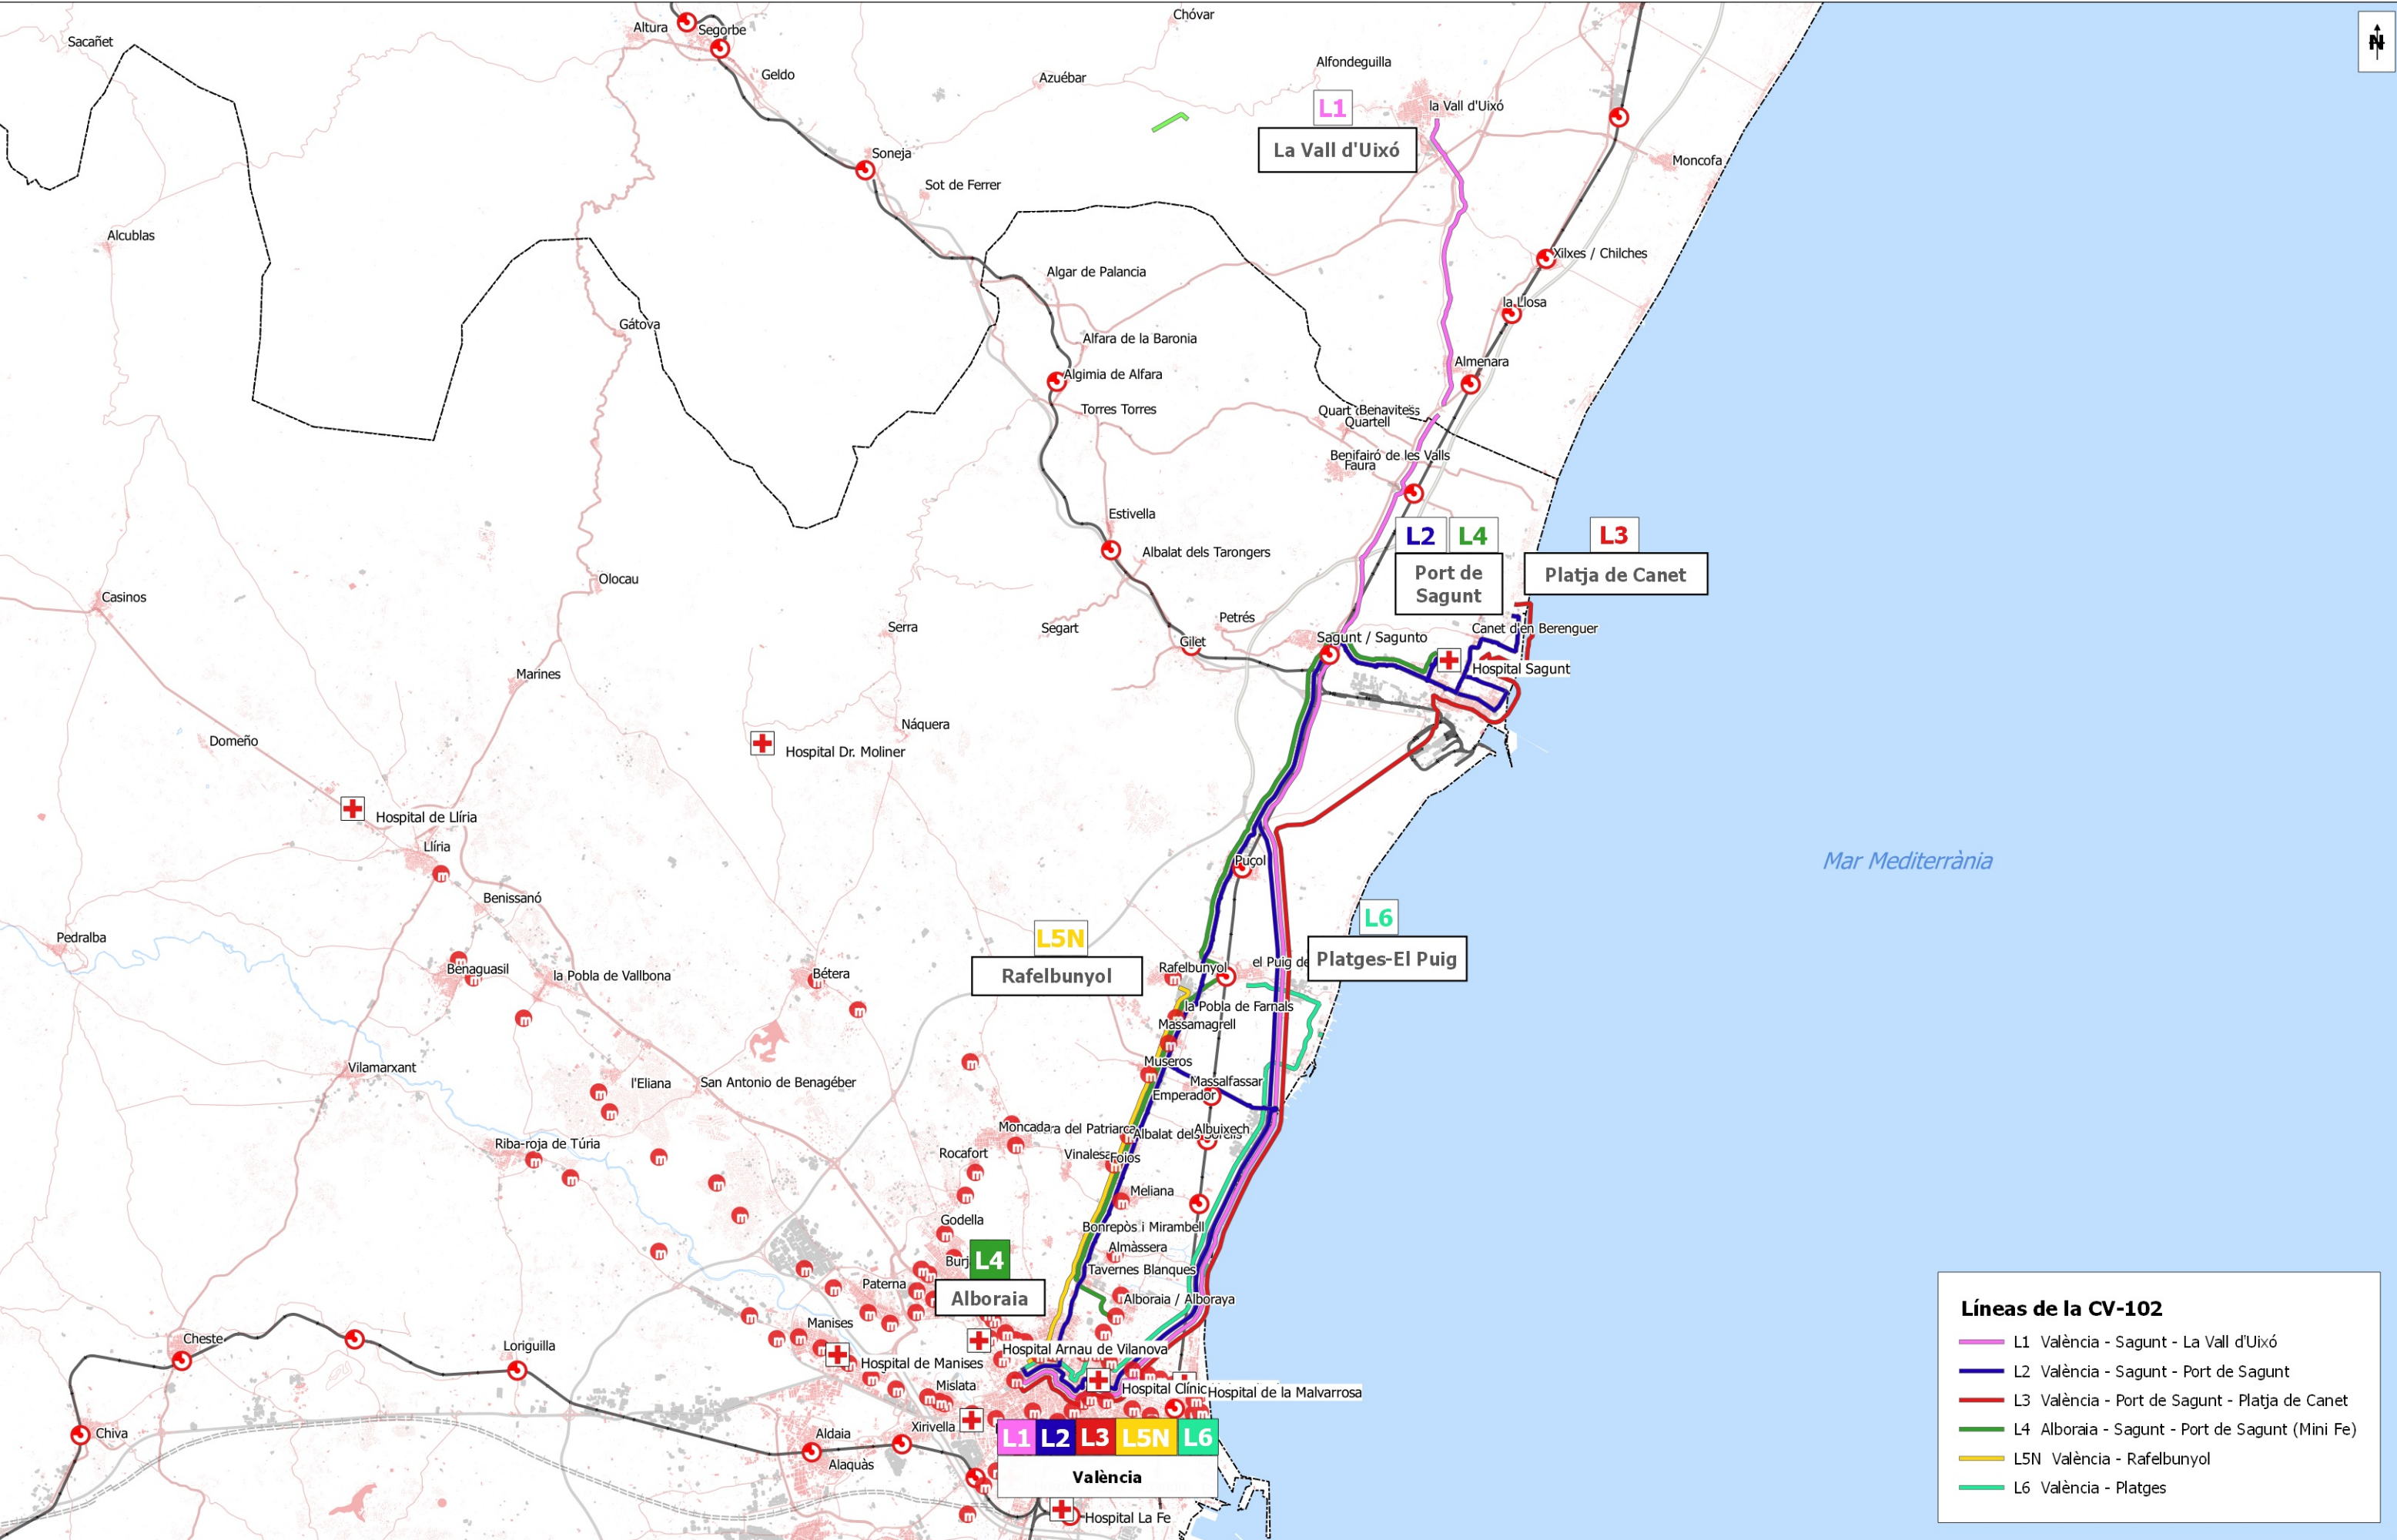 Sacañet
Altura
Segorbe
Chóvar
N
Geldo
Azuébar
Alfondeguilla
la Vall d'Uixó
L1
La Vall d'Uixó
Soneja
Moncofa
Sot de Ferrer
Alcublas
Xilxes / Chilches
Algar de Palancia
la Llosa
Gátova
Alfara de la Baronia
Almenara
Algimia de Alfara
Torres Torres
Benavites
Quartell
Benifairó de les Valls
Faura
Estivella
L2 L4
L3
Albalat dels Tarongers
Port de
Sagunt
Platja de Canet
Olocau
Casinos
Petrés
Serra
Segart
Canet d'en Berenguer
Gilet
Sagunt / Sagunto
Hospital Sagunt
Marines
Náquera
Domeño
Hospital Dr. Moliner
Hospital de Llíria
Llíria
Puçol
Mar Mediterrània
Benissanó
L6
Platges-El Puig
L5N
Rafelbunyol
Pedralba
Benaguasil
la Pobla de Vallbona
Bétera
Rafelbunyol
el Puig de
la Pobla de Farnals
Massamagrell
Museros
Vilamarxant
l'Eliana
San Antonio de Benagéber
Massalfassar
Emperador
Moncada
ra del Patriarca
Albalat dels Sorells
Albuixech
Riba-roja de Túria
Rocafort
Vinalesa
Foios
Meliana
Godella
Bonrepòs i Mirambell
Almàssera
L4
Alboraia
Burj
Tavernes Blanques
Paterna
Alboraia / Alboraya
Manises
Cheste
Loriguilla
Hospital Arnau de Vilanova
Hospital de Manises
Mislata
Hospital Clínic
Hospital de la Malvarrosa
Chiva
Aldaia
Xirivella
Alaquàs
L1 L2 L3 L5N L6
València
Hospital La Fe
Líneas de la CV-102
L1 València - Sagunt - La Vall d'Uixó
L2 València - Sagunt - Port de Sagunt
L3 València - Port de Sagunt - Platja de Canet
L4 Alboraia - Sagunt - Port de Sagunt (Mini Fe)
L5N València - Rafelbunyol
L6 València - Platges